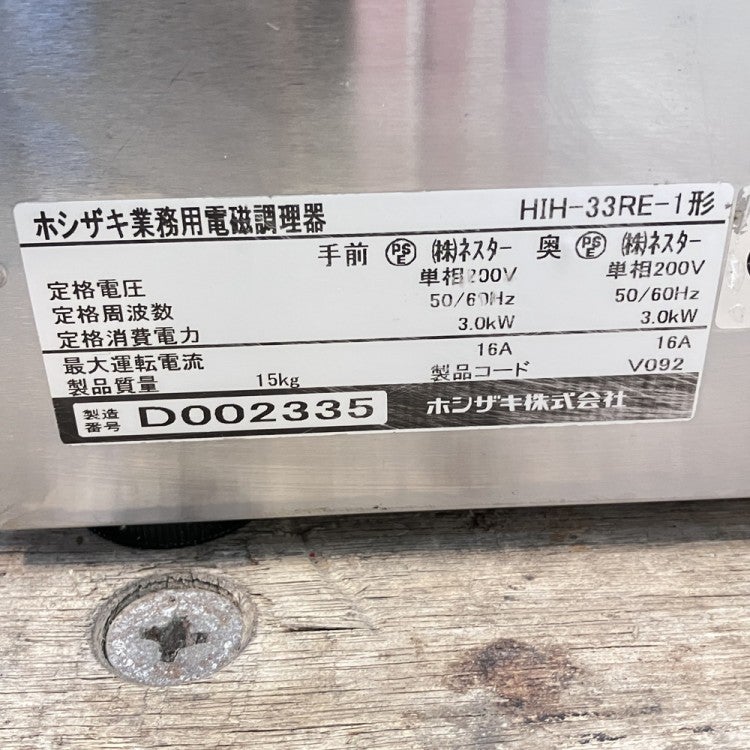 ホシザキ業務用電磁調理器 HIH-33RE-1形
手前 PSE (株)ネスター 奥 PSE (株)ネスター
定格電圧 単相200V 単相200V
定格周波数 50/60Hz 50/60Hz
定格消費電力 3.0kW 3.0kW
最大運転電流 16A 16A
製品質量 15kg 製品コード V092
製造番号 D002335 ホシザキ株式会社